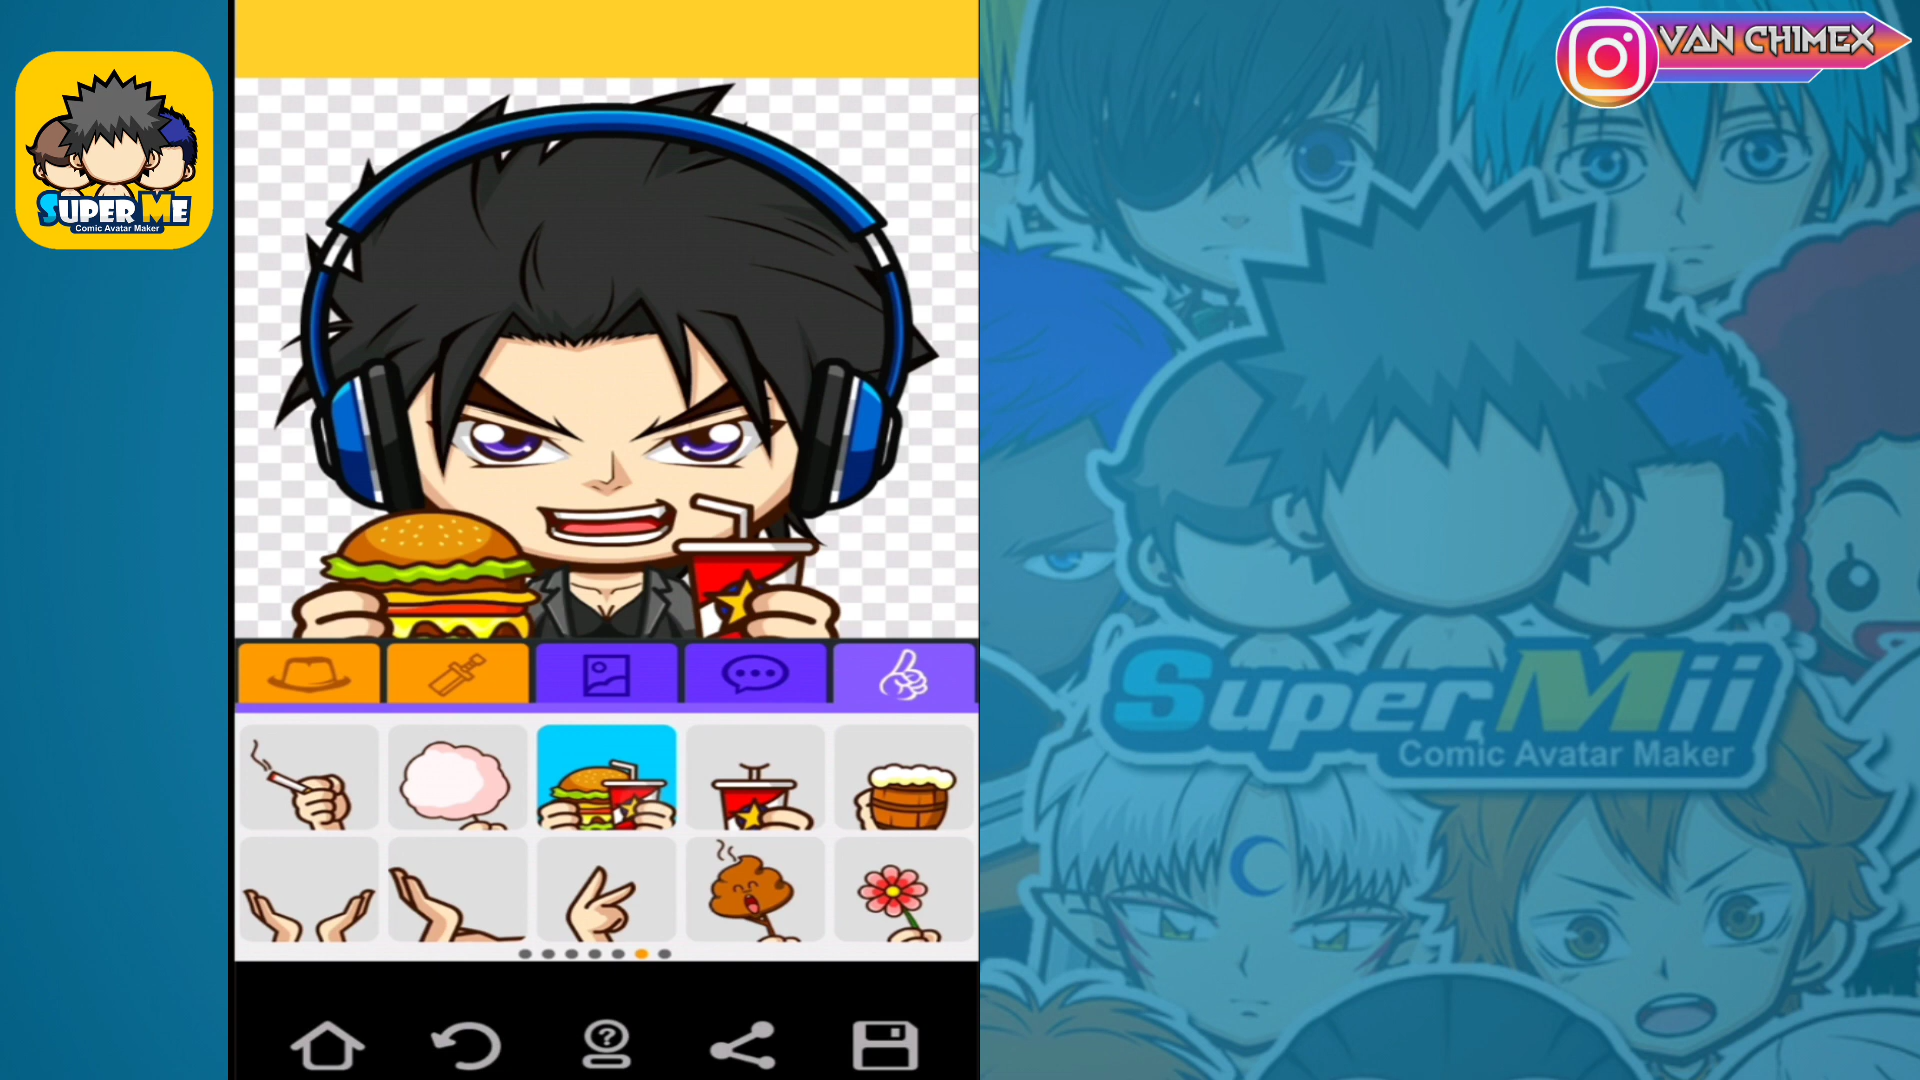 SUPER ME
Comic Avatar Maker
VAN CHIMEX
SuperMii
Comic Avatar Maker
?